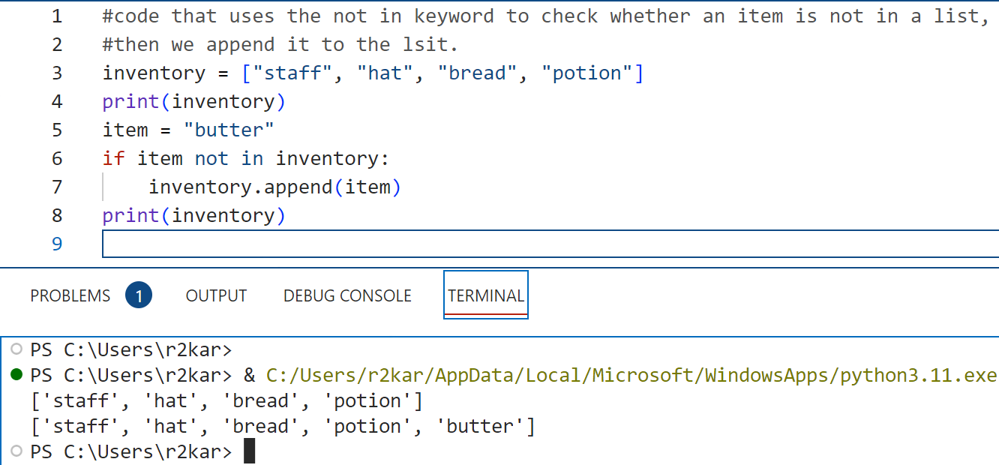 1 #code that uses the not in keyword to check whether an item is not in a list,
2 #then we append it to the lsit.
3 inventory = ["staff", "hat", "bread", "potion"]
4 print(inventory)
5 item = "butter"
6 if item not in inventory:
7     inventory.append(item)
8 print(inventory)
9
PROBLEMS 1 OUTPUT DEBUG CONSOLE TERMINAL
PS C:\Users\r2kar>
PS C:\Users\r2kar> & C:/Users/r2kar/AppData/Local/Microsoft/WindowsApps/python3.11.exe
['staff', 'hat', 'bread', 'potion']
['staff', 'hat', 'bread', 'potion', 'butter']
PS C:\Users\r2kar>